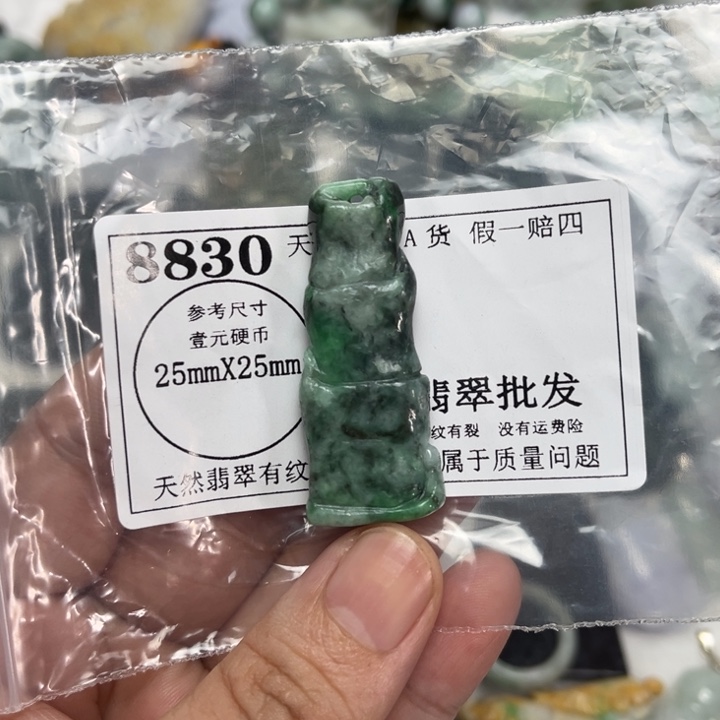 8830
天 A货 假一赔四
参考尺寸
壹元硬币
25mmX25mm
翡翠批发
纹有裂 没有运费险
天然翡翠有纹 属于质量问题